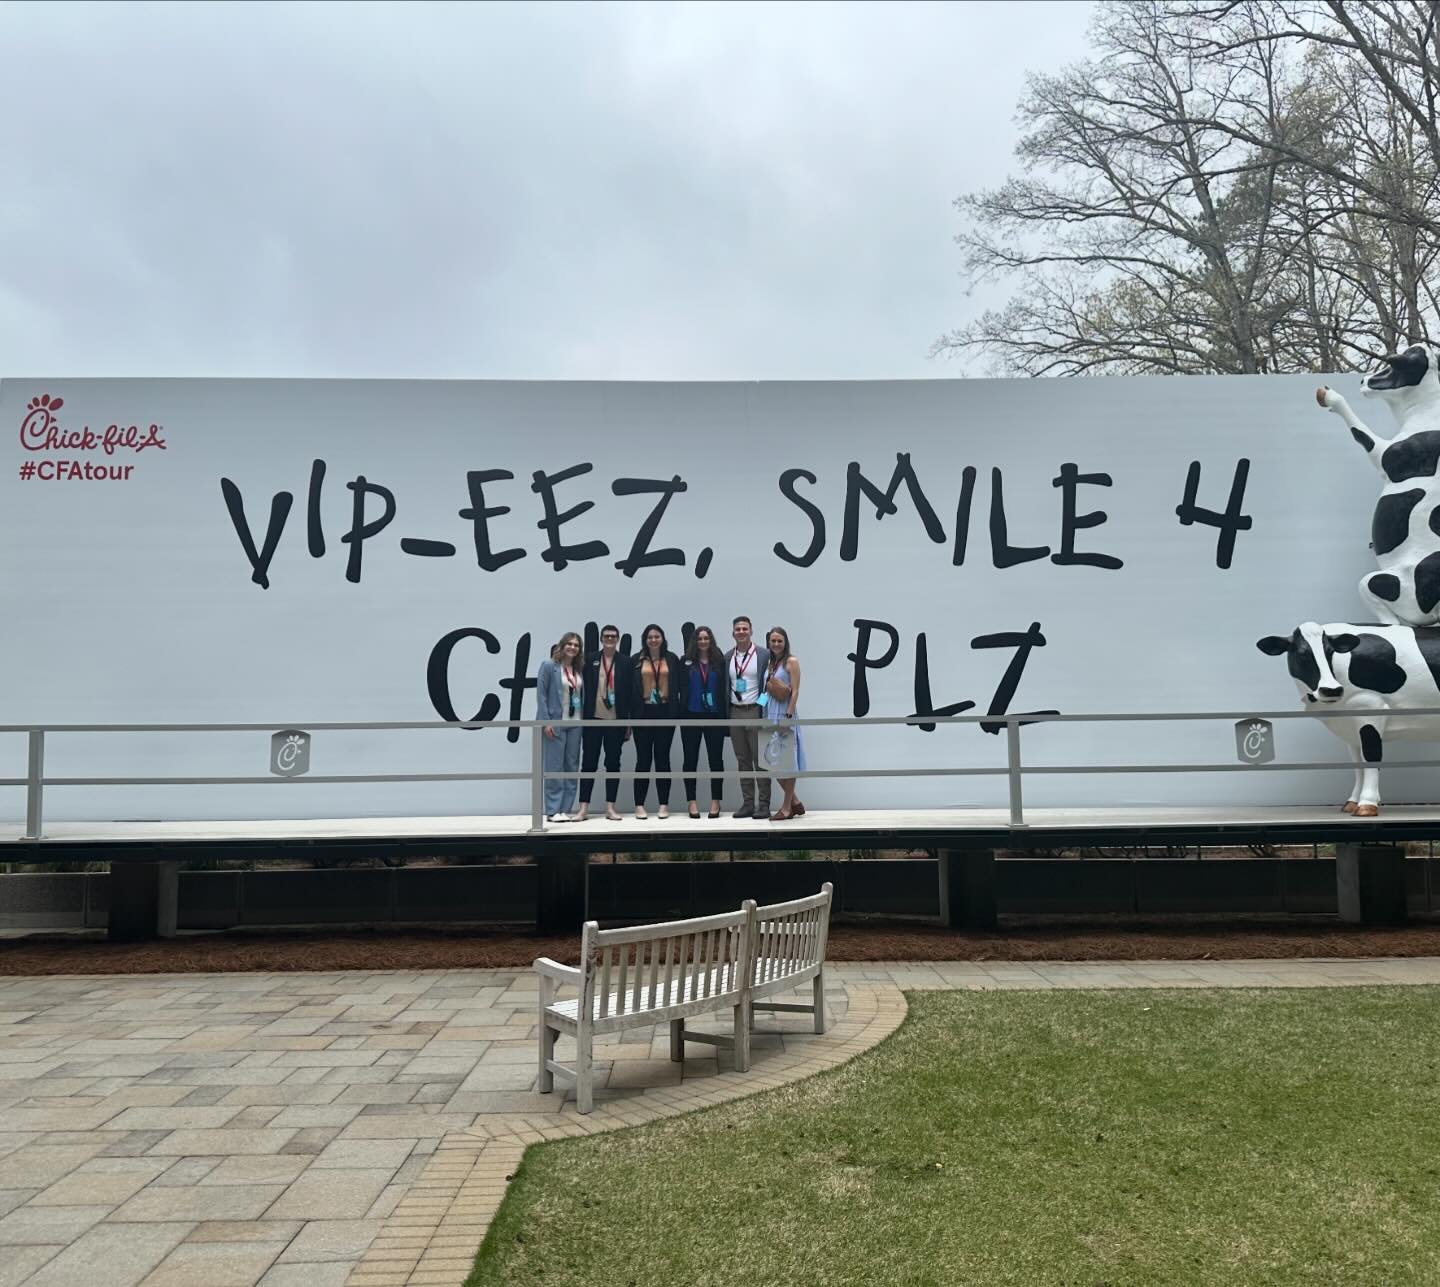 Chick-fil-A
#CFAtour
VIP-EEZ, SMILE 4
PLZ